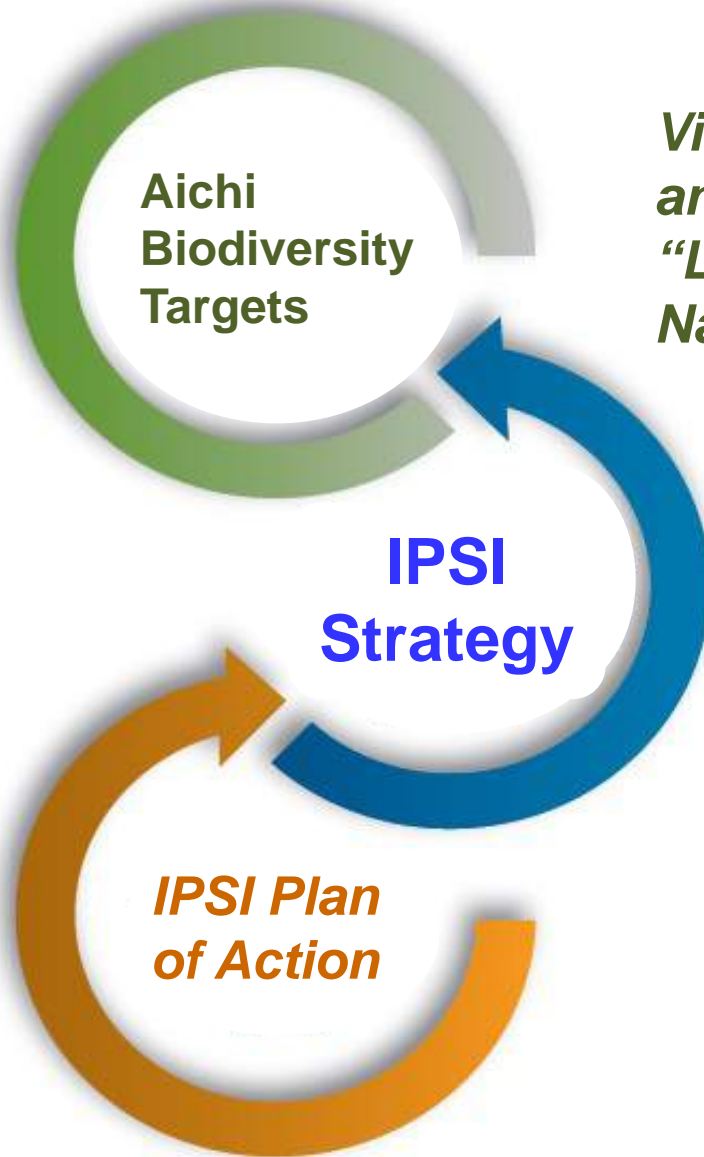 Aichi
Biodiversity
Targets
IPSI
Strategy
IPSI Plan
of Action